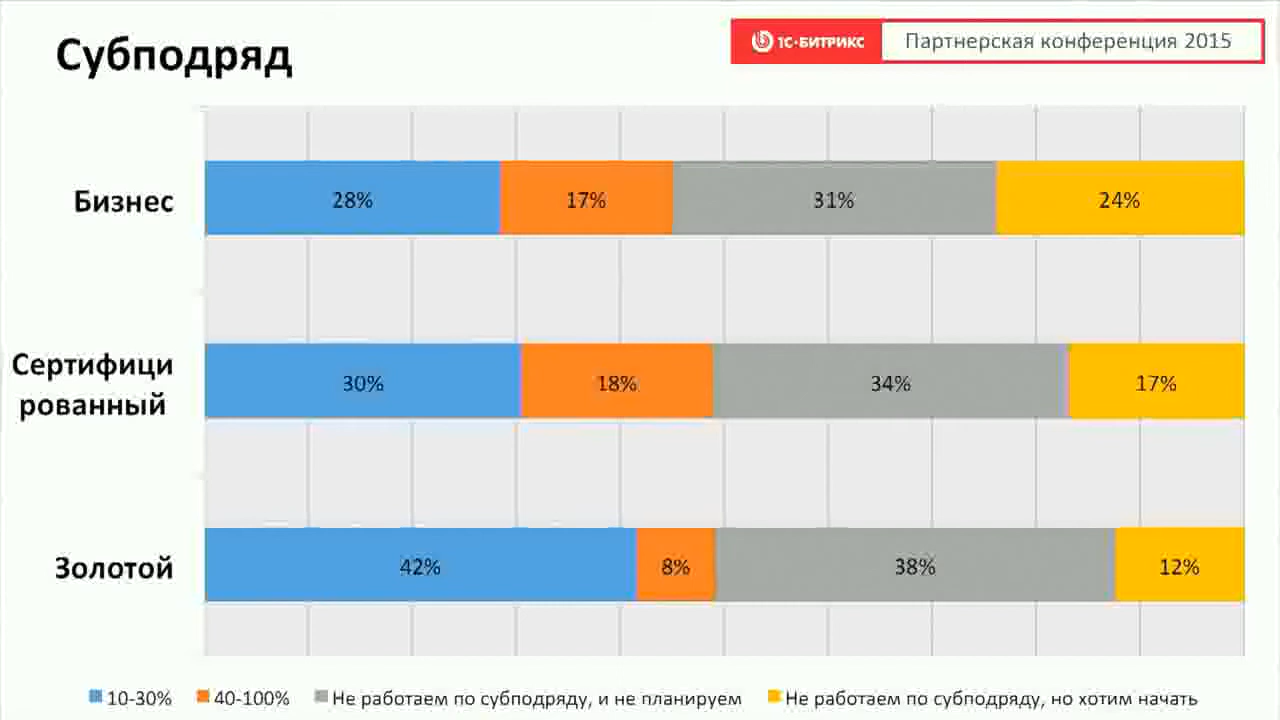 Субподряд
1С-БИТРИКС
Партнерская конференция 2015
Бизнес
28%
17%
31%
24%
Сертифици
рованный
30%
18%
34%
17%
Золотой
42%
8%
38%
12%
10-30%
40-100%
Не работаем по субподряду, и не планируем
Не работаем по субподряду, но хотим начать